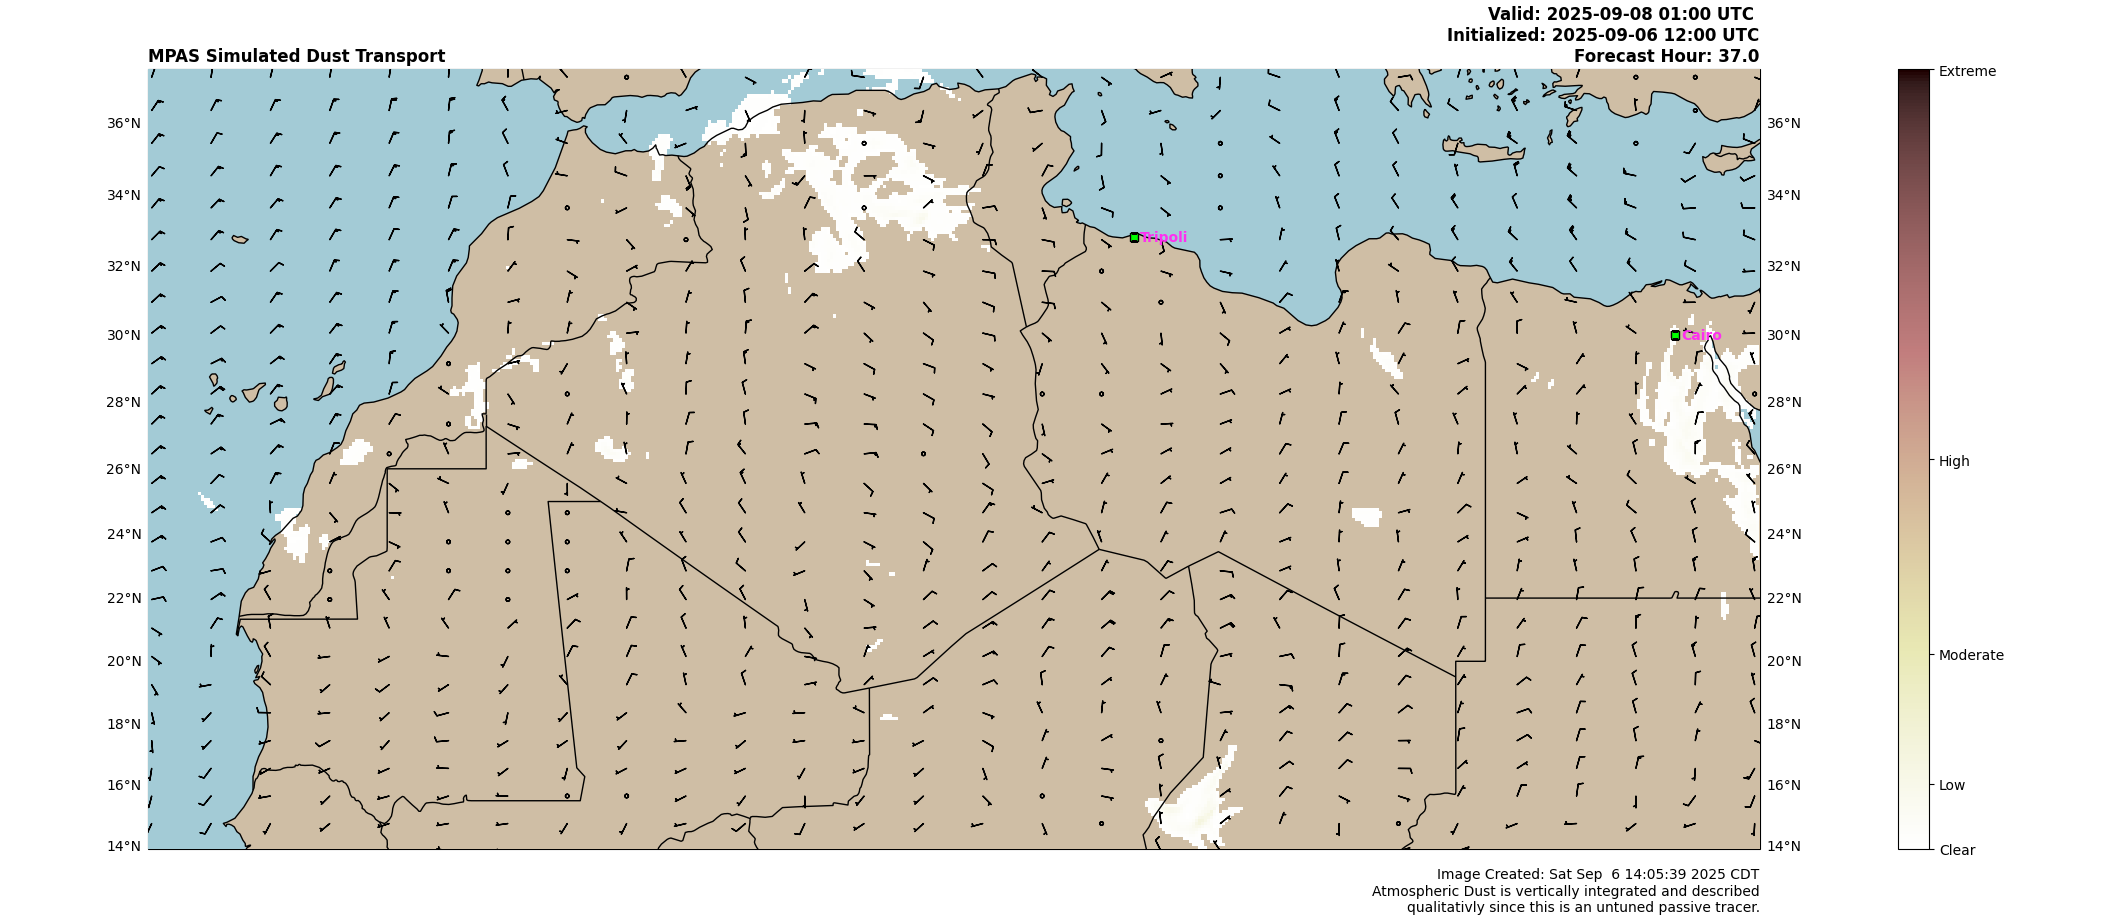 Valid: 2025-09-08 01:00 UTC
Initialized: 2025-09-06 12:00 UTC
MPAS Simulated Dust Transport
Forecast Hour: 37.0
Extreme
36°N
36°N
34°N
34°N
Tripoli
32°N
32°N
30°N
Cairo
30°N
28°N
28°N
26°N
26°N
High
24°N
24°N
22°N
22°N
20°N
20°N
Moderate
18°N
18°N
16°N
16°N
Low
14°N
14°N
Clear
Image Created: Sat Sep  6 14:05:39 2025 CDT
Atmospheric Dust is vertically integrated and described
qualitativly since this is an untuned passive tracer.